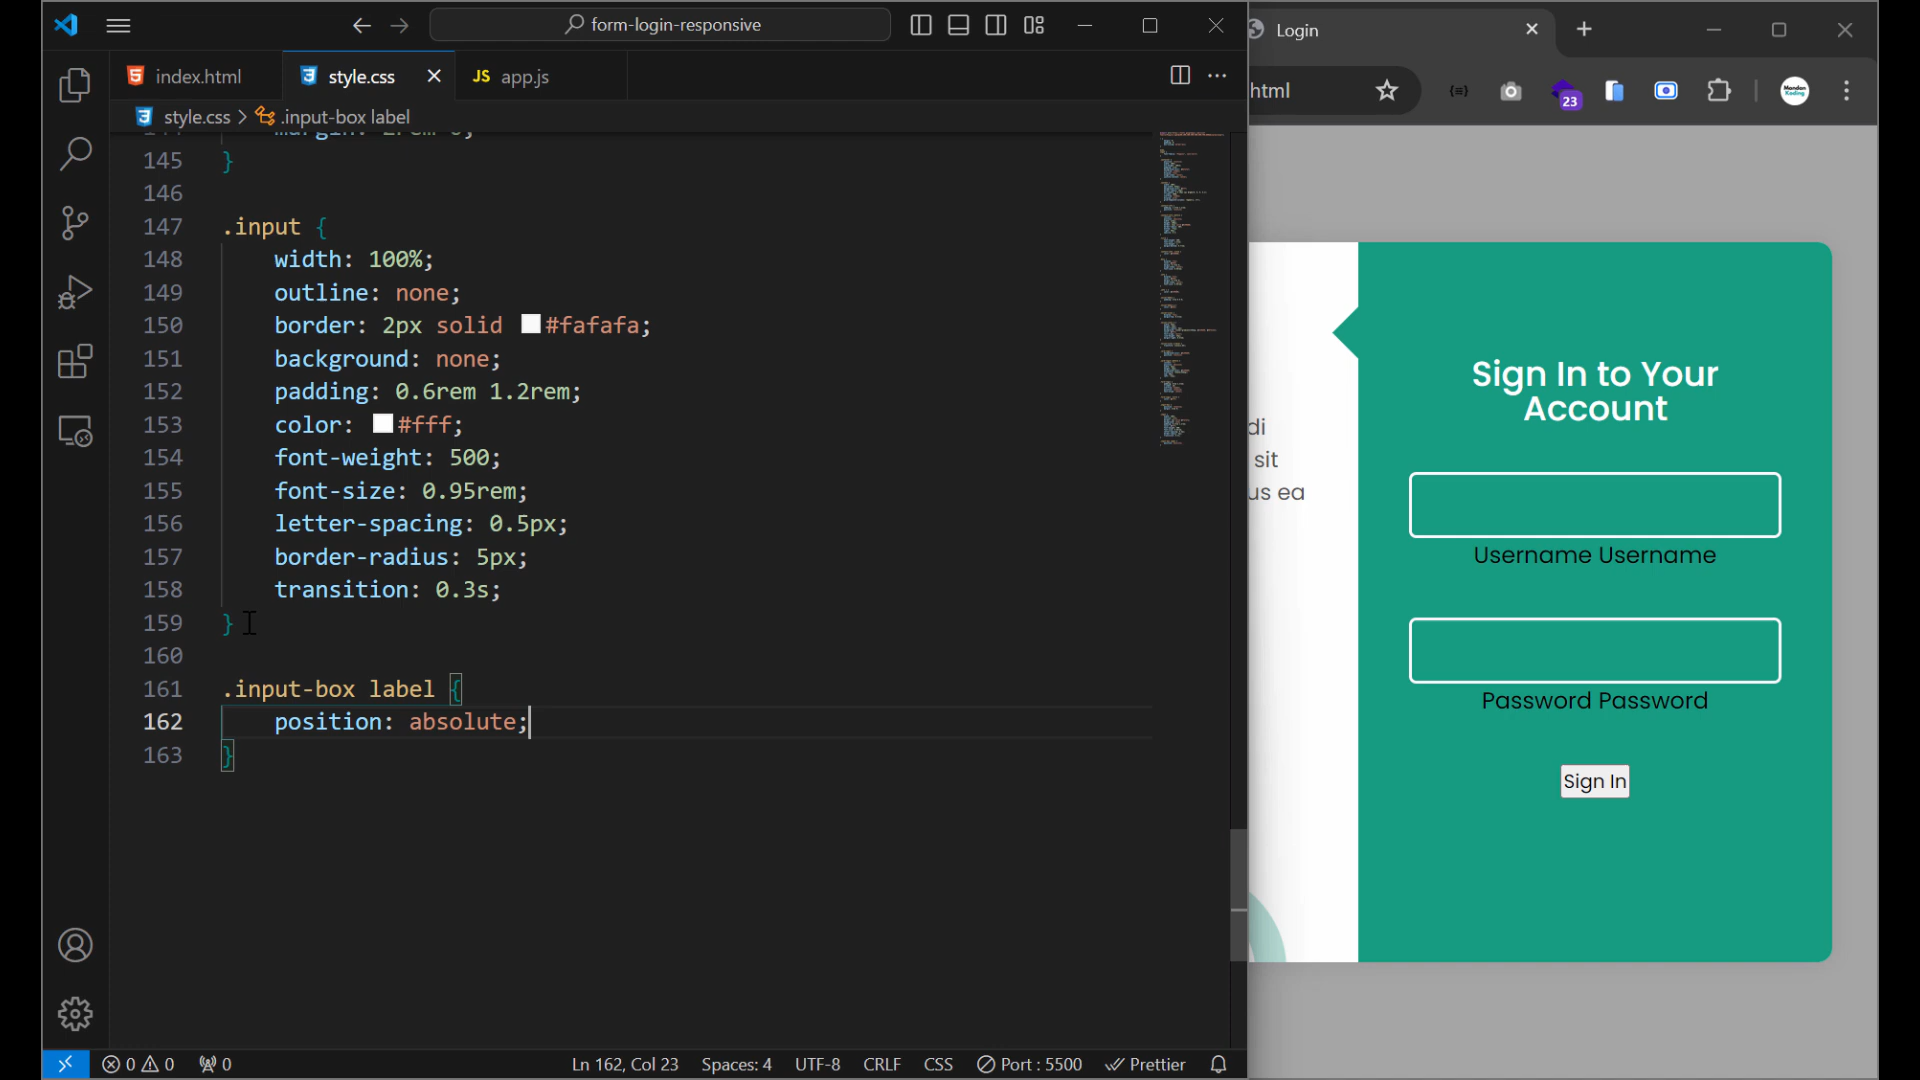 form-login-responsive
Login
index.html
style.css
JS app.js
html
23
style.css > .input-box label
145 }
146
147 .input {
148 width: 100%;
149 outline: none;
150 border: 2px solid #fafafa;
151 background: none;
152 padding: 0.6rem 1.2rem;
153 color: #fff;
154 font-weight: 500;
155 font-size: 0.95rem;
156 letter-spacing: 0.5px;
157 border-radius: 5px;
158 transition: 0.3s;
159 }
160
161 .input-box label {
162 position: absolute;
163 }
di
sit
us ea
Sign In to Your
Account
Username Username
Password Password
Sign In
0 0 0 Ln 162, Col 23 Spaces: 4 UTF-8 CRLF CSS Port : 5500 Prettier